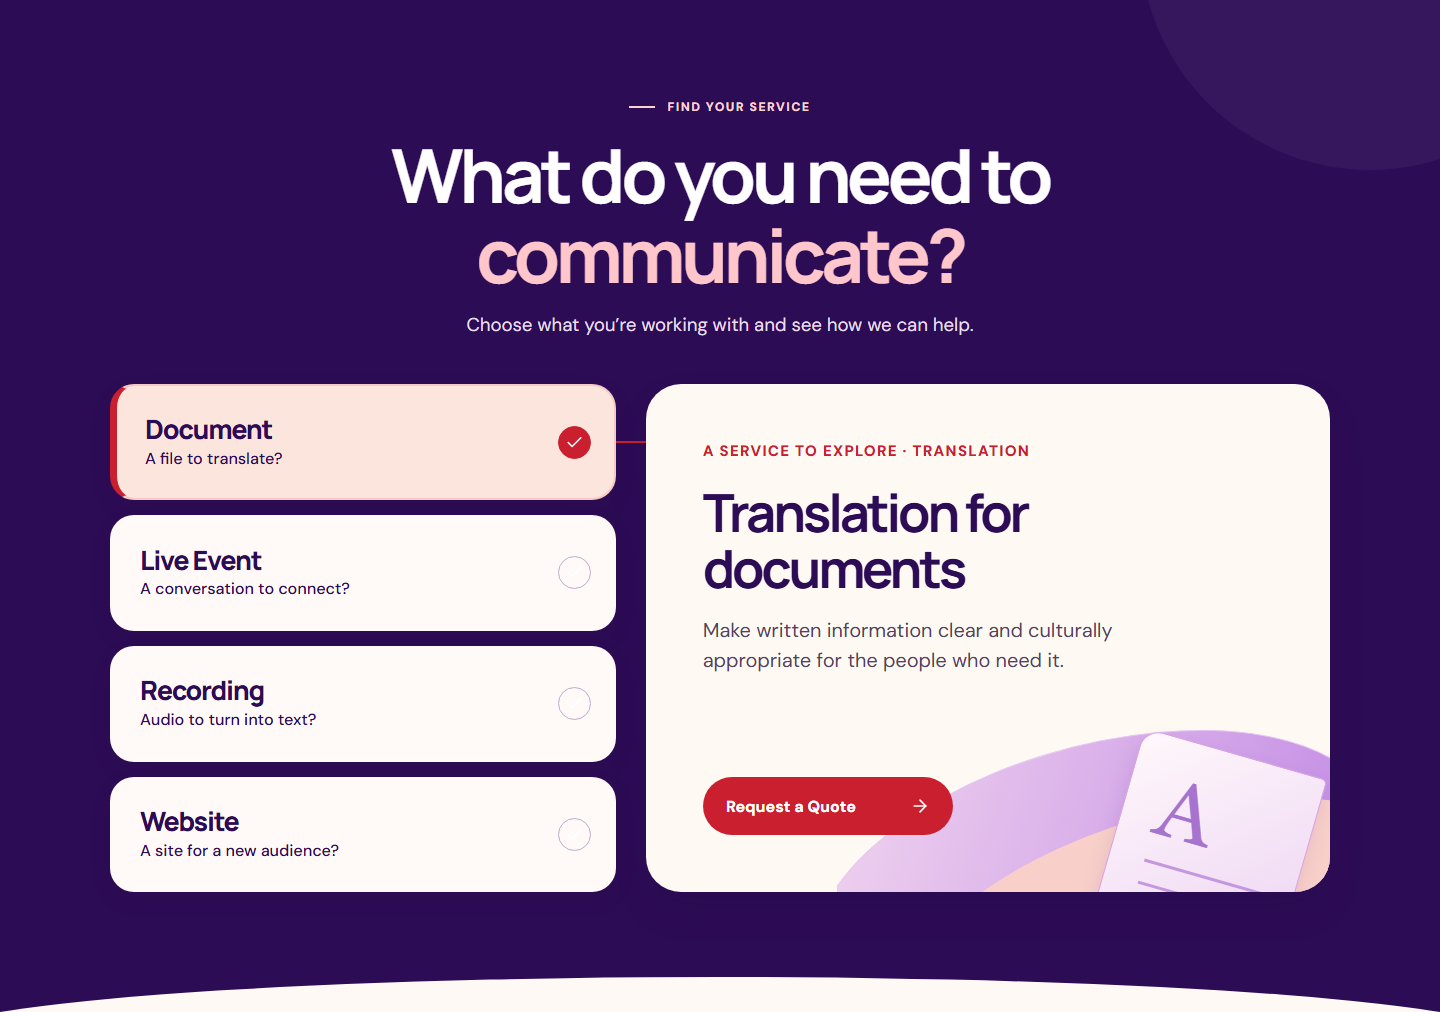 FIND YOUR SERVICE
What do you need to
communicate?
Choose what you’re working with and see how we can help.
Document
A file to translate?
Live Event
A conversation to connect?
Recording
Audio to turn into text?
Website
A site for a new audience?
A SERVICE TO EXPLORE · TRANSLATION
Translation for
documents
Make written information clear and culturally
appropriate for the people who need it.
Request a Quote
A